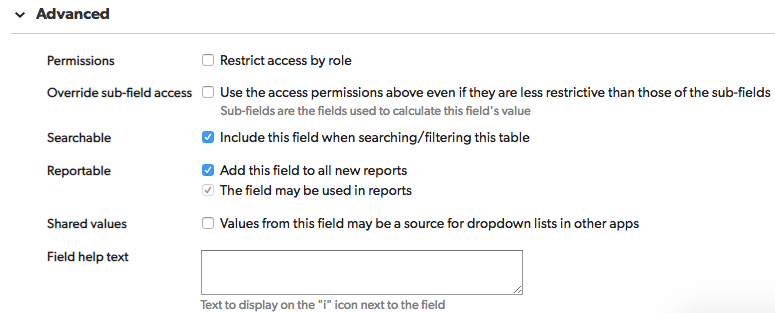 Advanced
Permissions Restrict access by role
Override sub-field access Use the access permissions above even if they are less restrictive than those of the sub-fields
Sub-fields are the fields used to calculate this field's value
Searchable Include this field when searching/filtering this table
Reportable Add this field to all new reports
The field may be used in reports
Shared values Values from this field may be a source for dropdown lists in other apps
Field help text
Text to display on the "i" icon next to the field